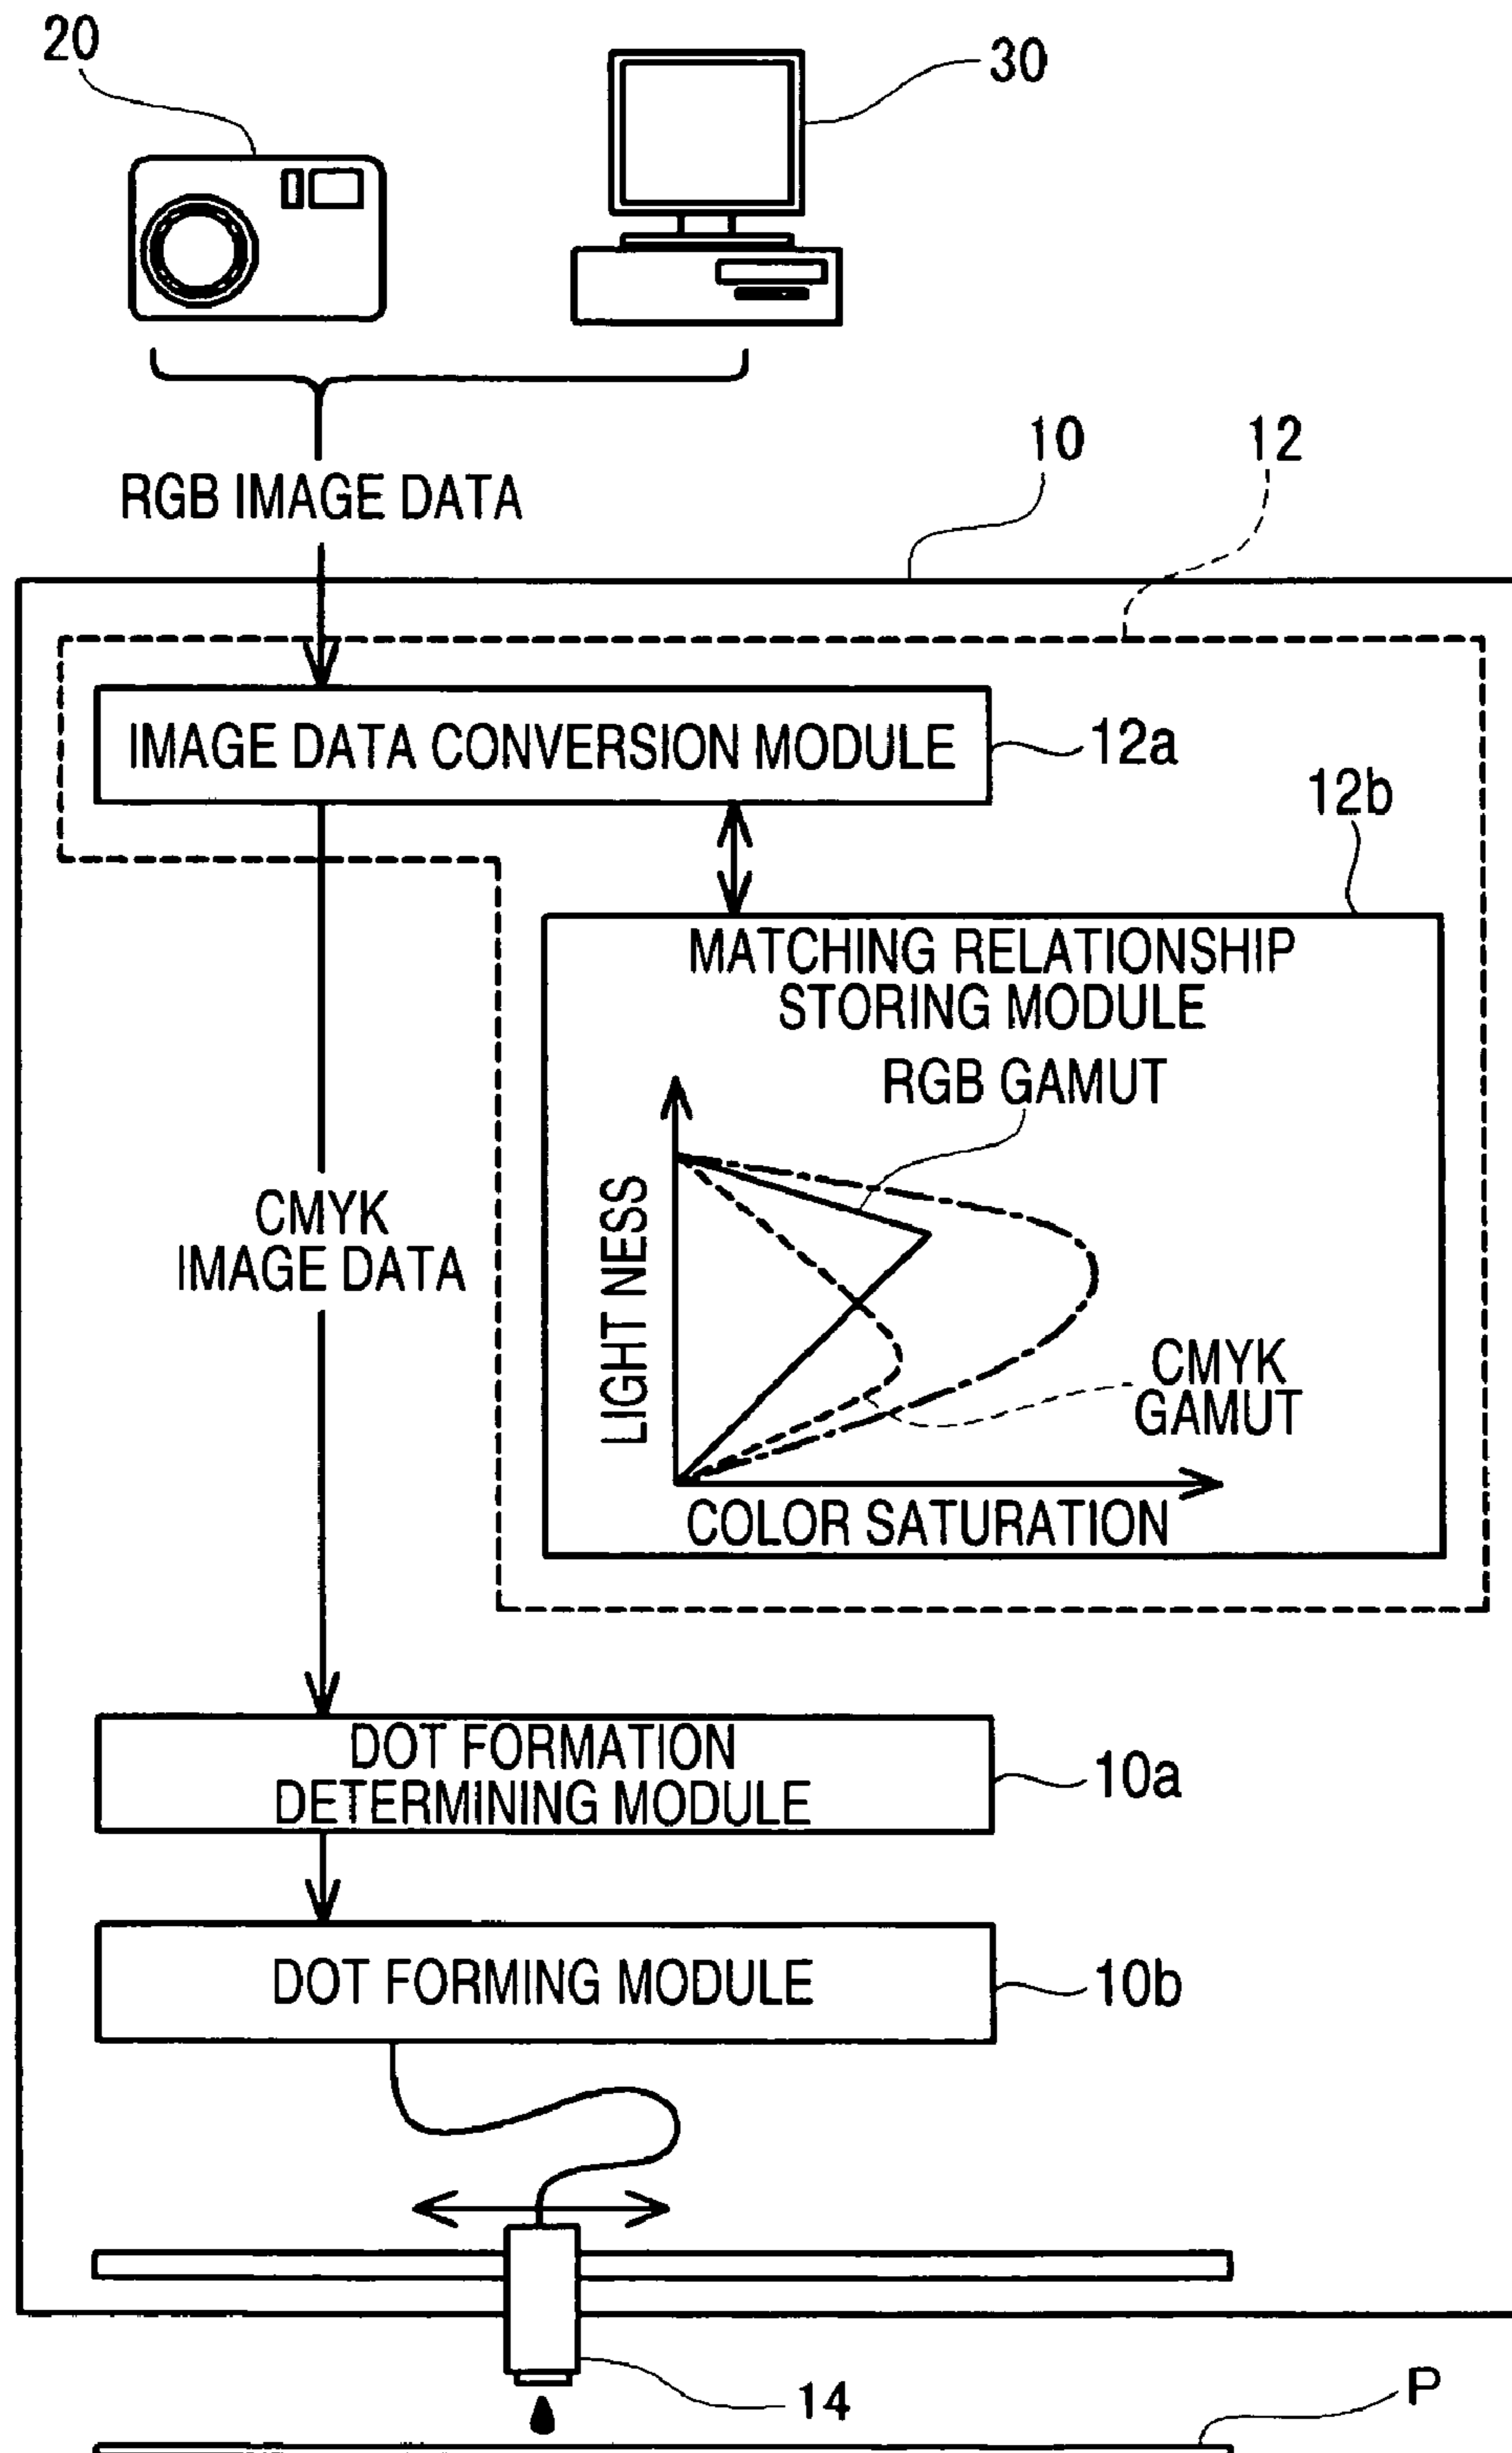 20
30
RGB IMAGE DATA
10
12
IMAGE DATA CONVERSION MODULE
12a
12b
MATCHING RELATIONSHIP
STORING MODULE
RGB GAMUT
LIGHT NESS
CMYK
GAMUT
COLOR SATURATION
CMYK
IMAGE DATA
DOT FORMATION
DETERMINING MODULE
10a
DOT FORMING MODULE
10b
14
P